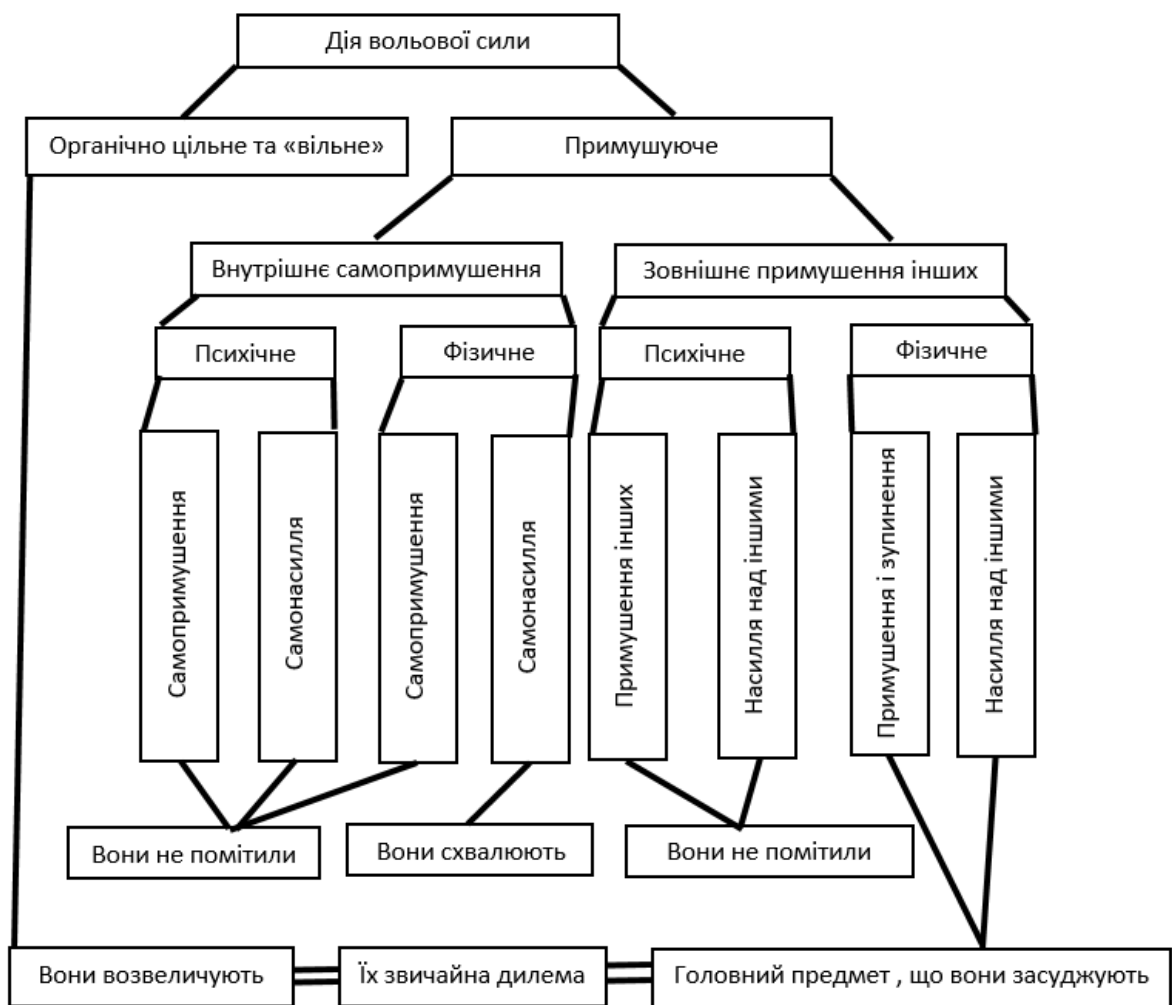 Дія вольової сили
Органічно цільне та «вільне»
Примушуюче
Внутрішнє самопримушення
Зовнішнє примушення інших
Психічне
Фізичне
Психічне
Фізичне
Самопримушення
Самонасилля
Самопримушення
Самонасилля
Примушення інших
Насилля над іншими
Примушення і зупинення
Насилля над іншими
Вони не помітили
Вони схвалюють
Вони не помітили
Вони возвеличують
Їх звичайна дилема
Головний предмет , що вони засуджують